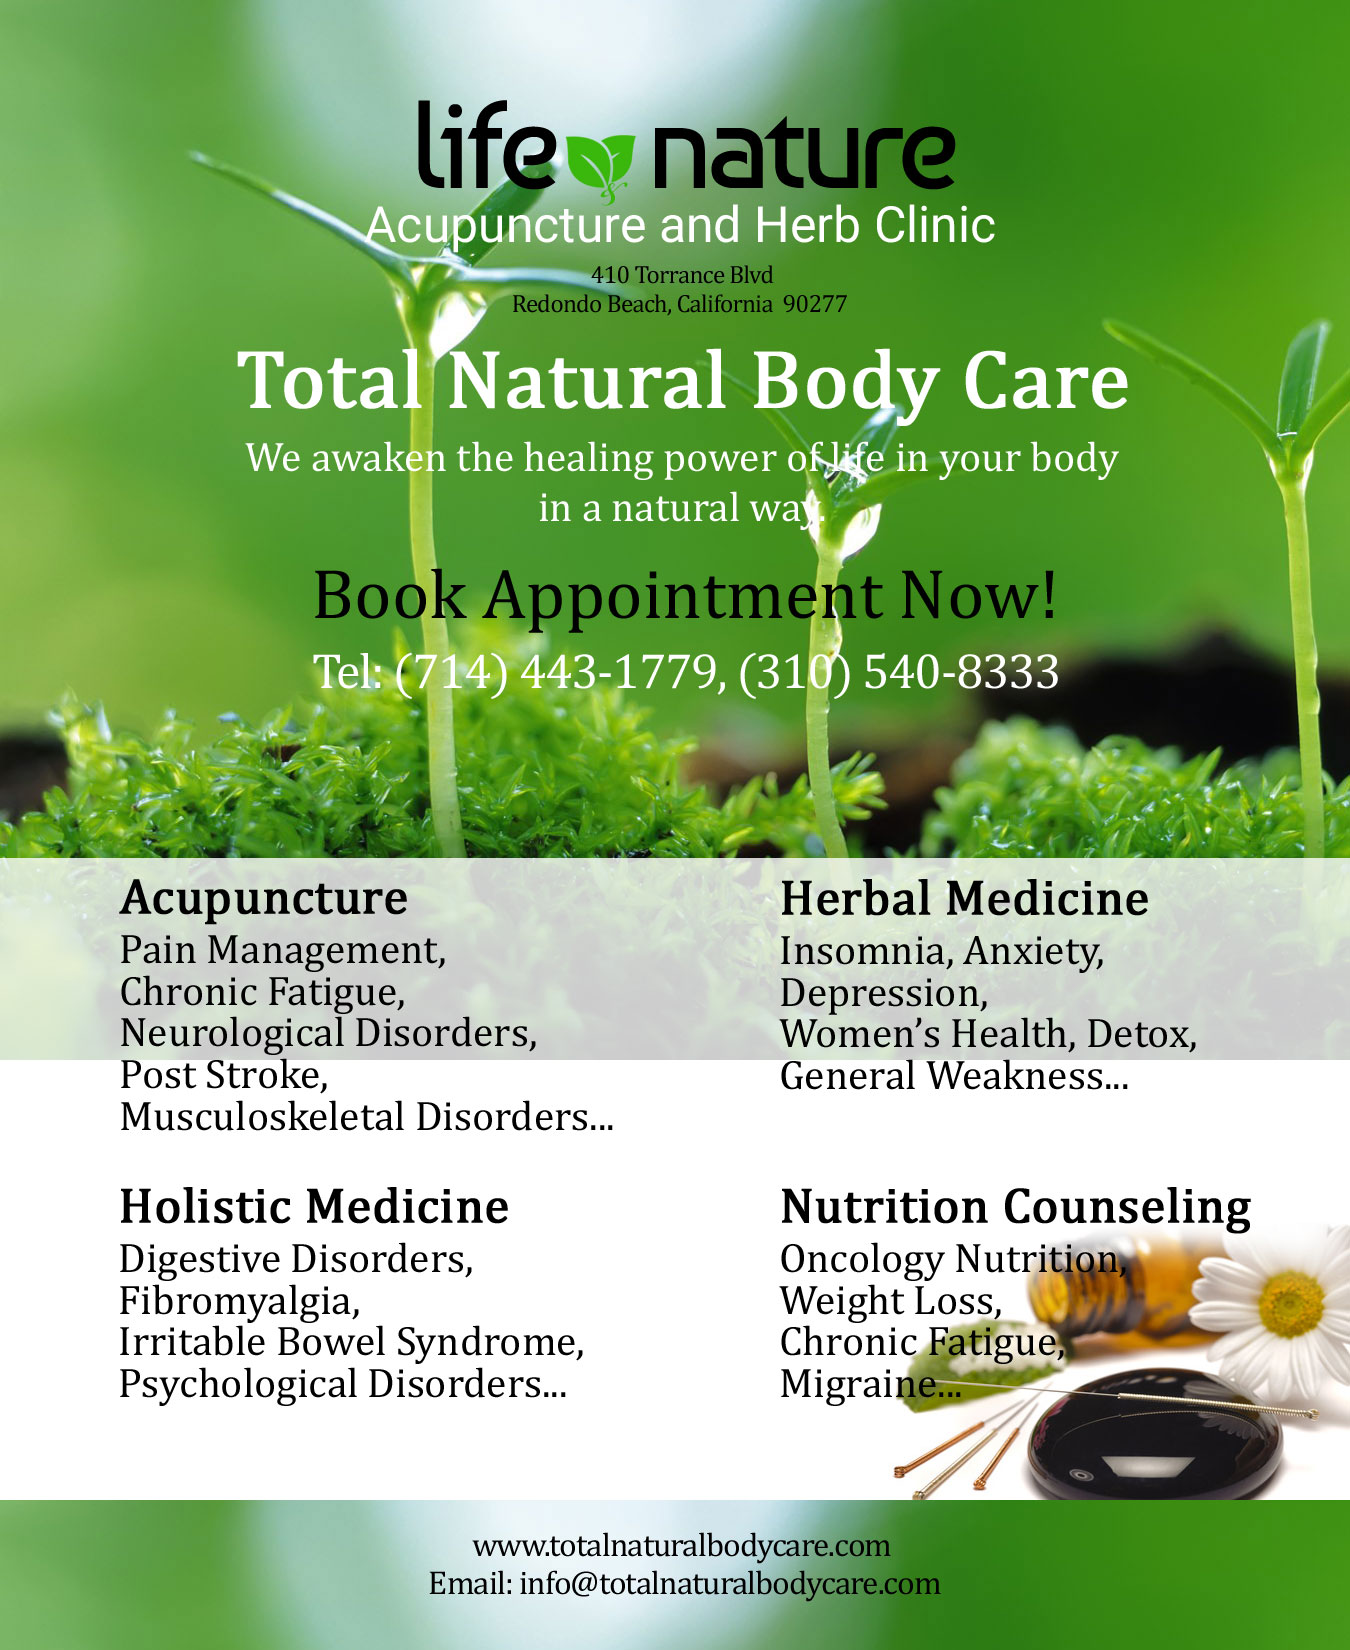 life nature
Acupuncture and Herb Clinic
410 Torrance Blvd
Redondo Beach, California  90277
Total Natural Body Care
We awaken the healing power of life in your body
in a natural way.
Book Appointment Now!
Tel: (714) 443-1779, (310) 540-8333
Acupuncture
Pain Management,
Chronic Fatigue,
Neurological Disorders,
Post Stroke,
Musculoskeletal Disorders...
Herbal Medicine
Insomnia, Anxiety,
Depression,
Women’s Health, Detox,
General Weakness...
Holistic Medicine
Digestive Disorders,
Fibromyalgia,
Irritable Bowel Syndrome,
Psychological Disorders...
Nutrition Counseling
Oncology Nutrition,
Weight Loss,
Chronic Fatigue,
Migraine...
www.totalnaturalbodycare.com
Email: info@totalnaturalbodycare.com